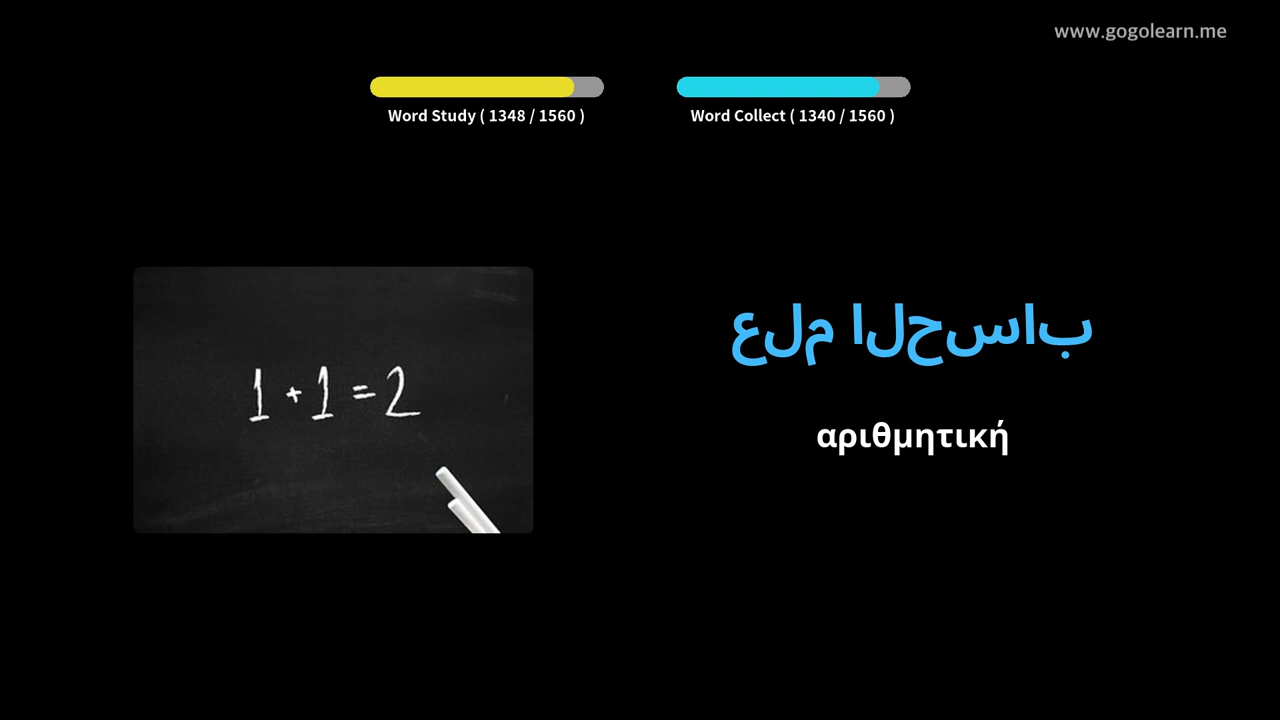 www.gogolearn.me
Word Study ( 1348 / 1560 )
Word Collect ( 1340 / 1560 )
1 + 1 = 2
علم الحساب
αριθμητική